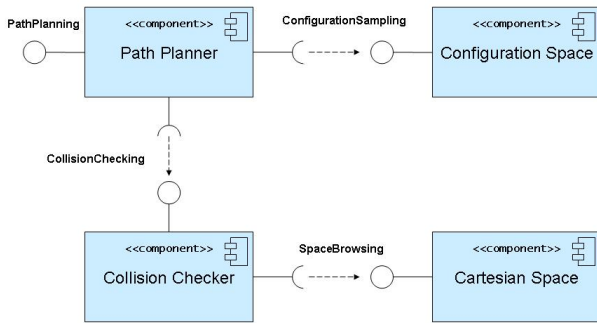 PathPlanning
<<component>>
Path Planner
ConfigurationSampling
<<component>>
Configuration Space
CollisionChecking
<<component>>
Collision Checker
SpaceBrowsing
<<component>>
Cartesian Space